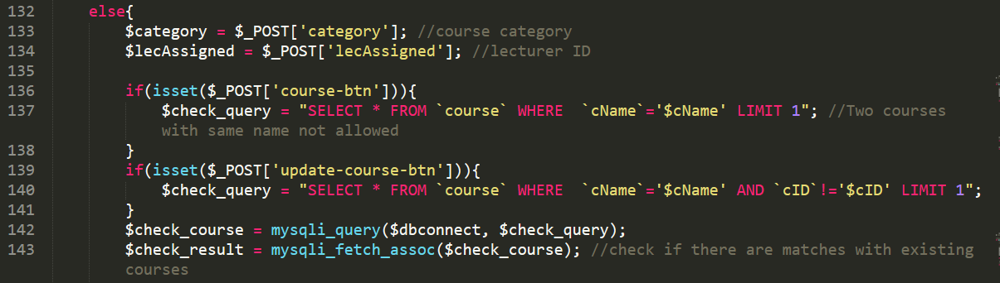 132 else{
133 $category = $_POST['category']; //course category
134 $lecAssigned = $_POST['lecAssigned']; //lecturer ID
135
136 if(isset($_POST['course-btn'])){
137 $check_query = "SELECT * FROM `course` WHERE  `cName`='$cName' LIMIT 1"; //Two courses
with same name not allowed
138 }
139 if(isset($_POST['update-course-btn'])){
140 $check_query = "SELECT * FROM `course` WHERE  `cName`='$cName' AND `cID`!='$cID' LIMIT 1";
141 }
142 $check_course = mysqli_query($dbconnect, $check_query);
143 $check_result = mysqli_fetch_assoc($check_course); //check if there are matches with existing
courses